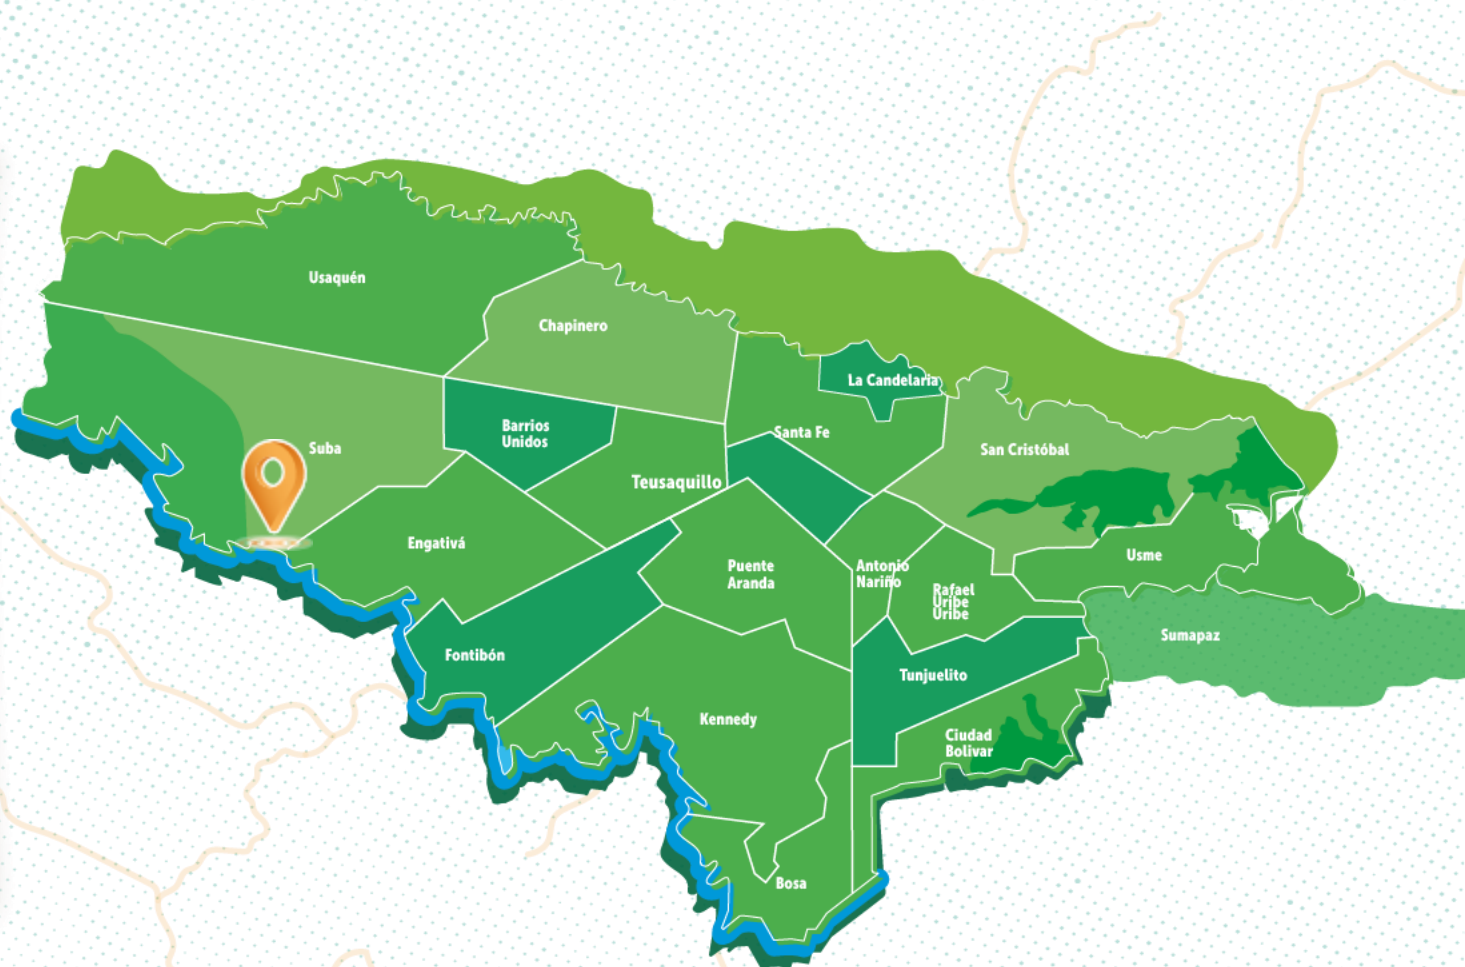 Usaquén
Chapinero
La Candelaria
Barrios
Unidos
Santa Fe
Suba
San Cristóbal
Teusaquillo
Engativá
Usme
Puente
Aranda
Antonio
Nariño
Rafael
Uribe
Uribe
Sumapaz
Fontibón
Tunjuelito
Kennedy
Ciudad
Bolivar
Bosa